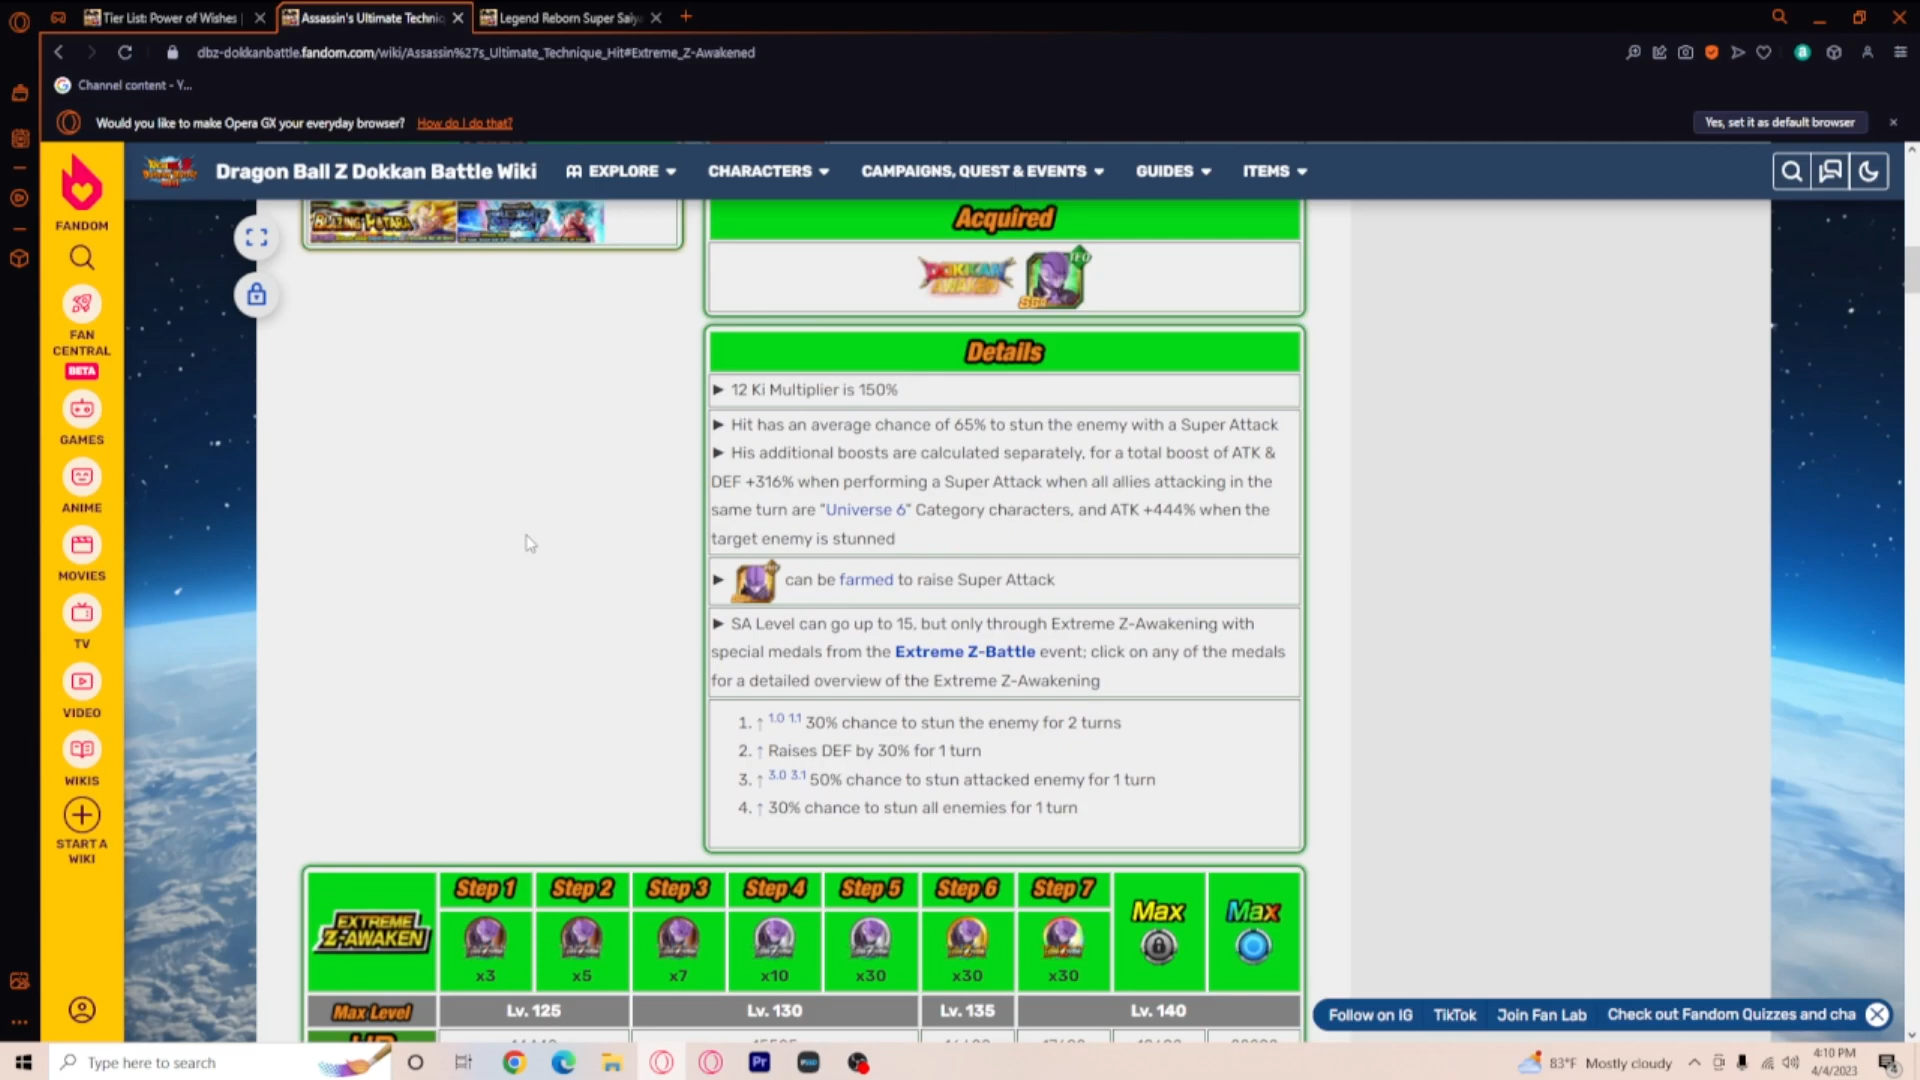 Tier List: Power of Wishes |
Assassin's Ultimate Techniq
Legend Reborn Super Saiy
dbz-dokkanbattle.fandom.com/wiki/Assassin%27s_Ultimate_Technique_Hit#Extreme_Z-Awakened
Channel content - Y...
Would you like to make Opera GX your everyday browser? How do I do that?
Yes, set it as default browser
Dragon Ball Z Dokkan Battle Wiki
EXPLORE
CHARACTERS
CAMPAIGNS, QUEST & EVENTS
GUIDES
ITEMS
FANDOM
FAN CENTRAL
BETA
GAMES
ANIME
MOVIES
TV
VIDEO
WIKIS
START A WIKI
Acquired
DOKKAN
AWAKEN
TEQ
Details
► 12 Ki Multiplier is 150%
► Hit has an average chance of 65% to stun the enemy with a Super Attack
► His additional boosts are calculated separately, for a total boost of ATK &
DEF +316% when performing a Super Attack when all allies attacking in the
same turn are "Universe 6" Category characters, and ATK +444% when the
target enemy is stunned
► can be farmed to raise Super Attack
► SA Level can go up to 15, but only through Extreme Z-Awakening with
special medals from the Extreme Z-Battle event; click on any of the medals
for a detailed overview of the Extreme Z-Awakening
1. ↑ 1.0 1.1 30% chance to stun the enemy for 2 turns
2. ↑ Raises DEF by 30% for 1 turn
3. ↑ 3.0 3.1 50% chance to stun attacked enemy for 1 turn
4. ↑ 30% chance to stun all enemies for 1 turn
EXTREME
Z-AWAKEN
Step 1 Step 2 Step 3 Step 4 Step 5 Step 6 Step 7 Max Max
x3 x5 x7 x10 x30 x30 x30
Max Level Lv. 125 Lv. 130 Lv. 135 Lv. 140
Follow on IG TikTok Join Fan Lab Check out Fandom Quizzes and cha
Type here to search
Pr
83°F Mostly cloudy
4:10 PM
4/4/2023
4